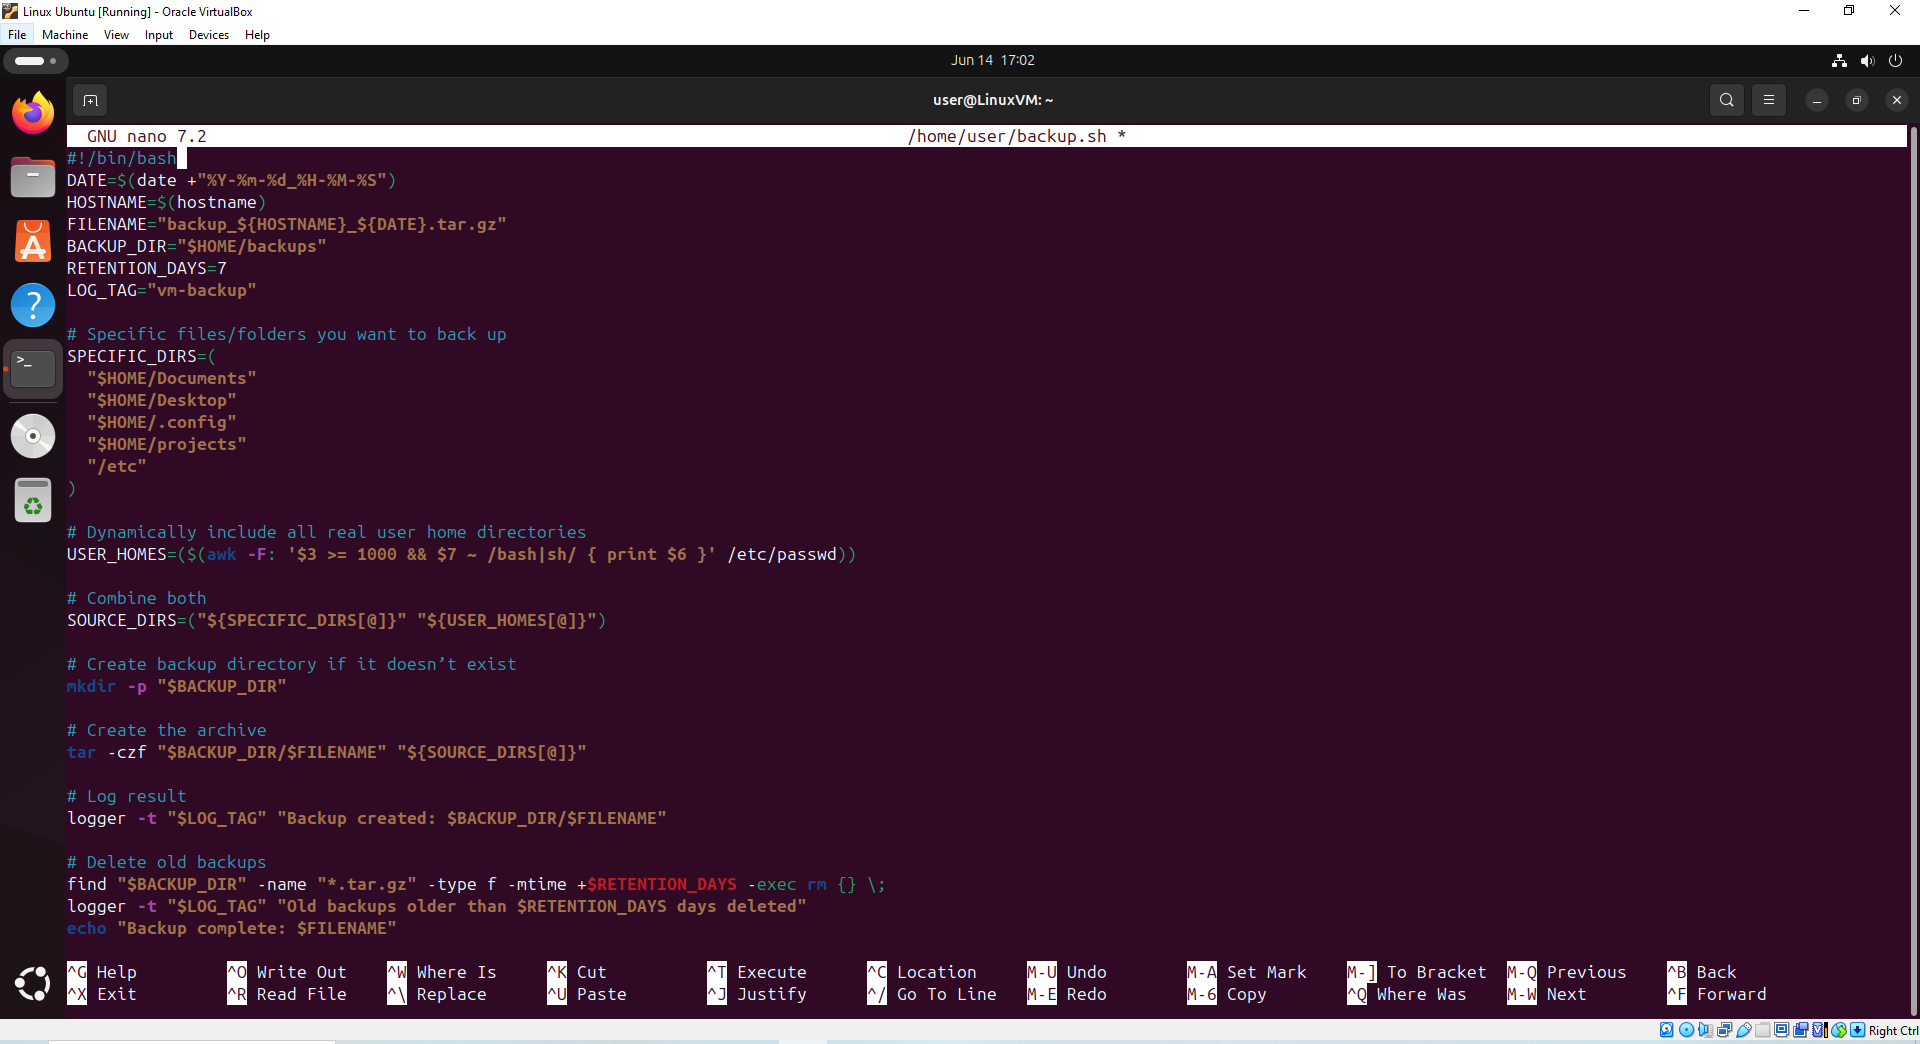 Linux Ubuntu [Running] - Oracle VirtualBox
File Machine View Input Devices Help
Jun 14 17:02
user@LinuxVM: ~
GNU nano 7.2 /home/user/backup.sh *
#!/bin/bash
DATE=$(date +"%Y-%m-%d_%H-%M-%S")
HOSTNAME=$(hostname)
FILENAME="backup_${HOSTNAME}_${DATE}.tar.gz"
BACKUP_DIR="$HOME/backups"
RETENTION_DAYS=7
LOG_TAG="vm-backup"
# Specific files/folders you want to back up
SPECIFIC_DIRS=(
"$HOME/Documents"
"$HOME/Desktop"
"$HOME/.config"
"$HOME/projects"
"/etc"
)
# Dynamically include all real user home directories
USER_HOMES=($(awk -F: '$3 >= 1000 && $7 ~ /bash|sh/ { print $6 }' /etc/passwd))
# Combine both
SOURCE_DIRS=("${SPECIFIC_DIRS[@]}" "${USER_HOMES[@]}")
# Create backup directory if it doesn’t exist
mkdir -p "$BACKUP_DIR"
# Create the archive
tar -czf "$BACKUP_DIR/$FILENAME" "${SOURCE_DIRS[@]}"
# Log result
logger -t "$LOG_TAG" "Backup created: $BACKUP_DIR/$FILENAME"
# Delete old backups
find "$BACKUP_DIR" -name "*.tar.gz" -type f -mtime +$RETENTION_DAYS -exec rm {} \;
logger -t "$LOG_TAG" "Old backups older than $RETENTION_DAYS days deleted"
echo "Backup complete: $FILENAME"
^G Help ^O Write Out ^W Where Is ^K Cut ^T Execute ^C Location M-U Undo M-A Set Mark M-] To Bracket M-Q Previous ^B Back
^X Exit ^R Read File ^\ Replace ^U Paste ^J Justify ^/ Go To Line M-E Redo M-6 Copy ^Q Where Was M-W Next ^F Forward
Right Ctrl